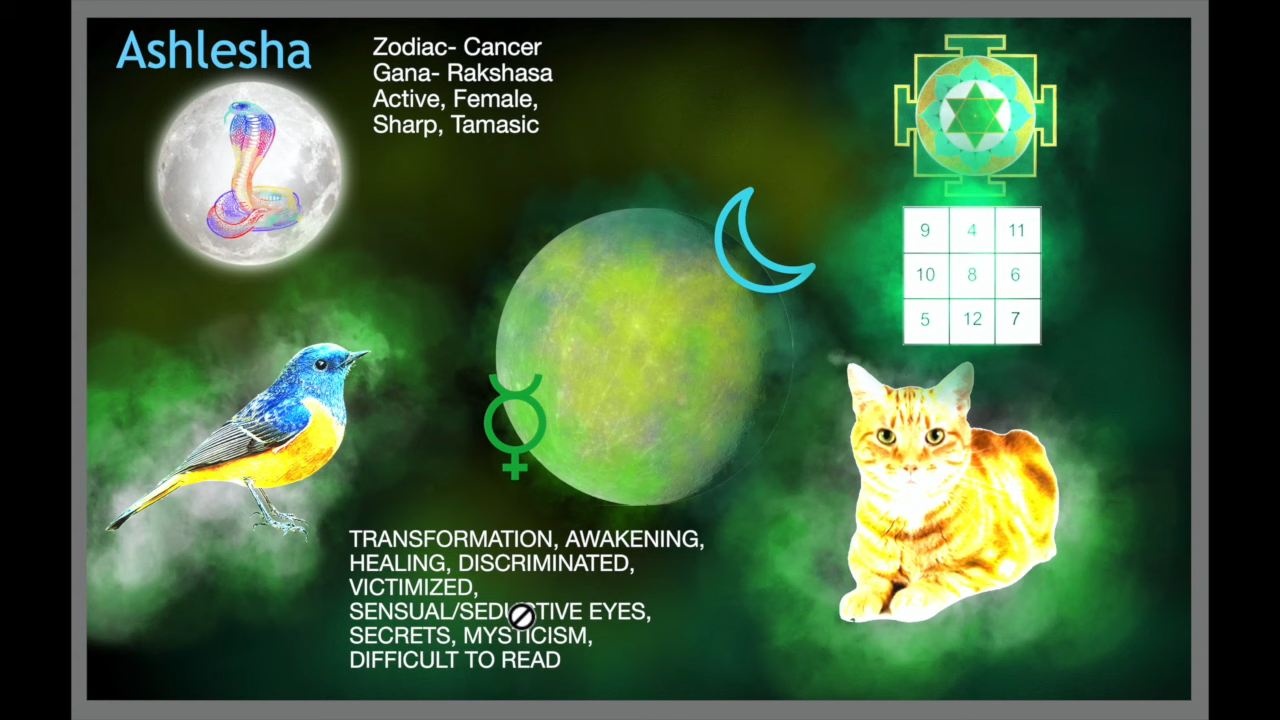 Ashlesha
Zodiac- Cancer
Gana- Rakshasa
Active, Female,
Sharp, Tamasic
9 4 11
10 8 6
5 12 7
TRANSFORMATION, AWAKENING,
HEALING, DISCRIMINATED,
VICTIMIZED,
SENSUAL/SEDUCTIVE EYES,
SECRETS, MYSTICISM,
DIFFICULT TO READ